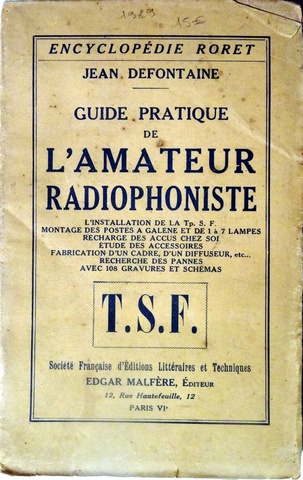 1929
15F
ENCYCLOPÉDIE RORET
JEAN DEFONTAINE
GUIDE PRATIQUE
DE
L'AMATEUR
RADIOPHONISTE
L'INSTALLATION DE LA Tp. S. F.
MONTAGE DES POSTES A GALENE ET DE 1 à 7 LAMPES
RECHARGE DES ACCUS CHEZ SOI
ÉTUDE DES ACCESSOIRES
FABRICATION D'UN CADRE, D'UN DIFFUSEUR, etc...
RECHERCHE DES PANNES
AVEC 108 GRAVURES ET SCHÉMAS
T.S.F.
Société Française d'Éditions Littéraires et Techniques
EDGAR MALFÈRE, ÉDITEUR
12, Rue Hautefeuille, 12
PARIS VIe